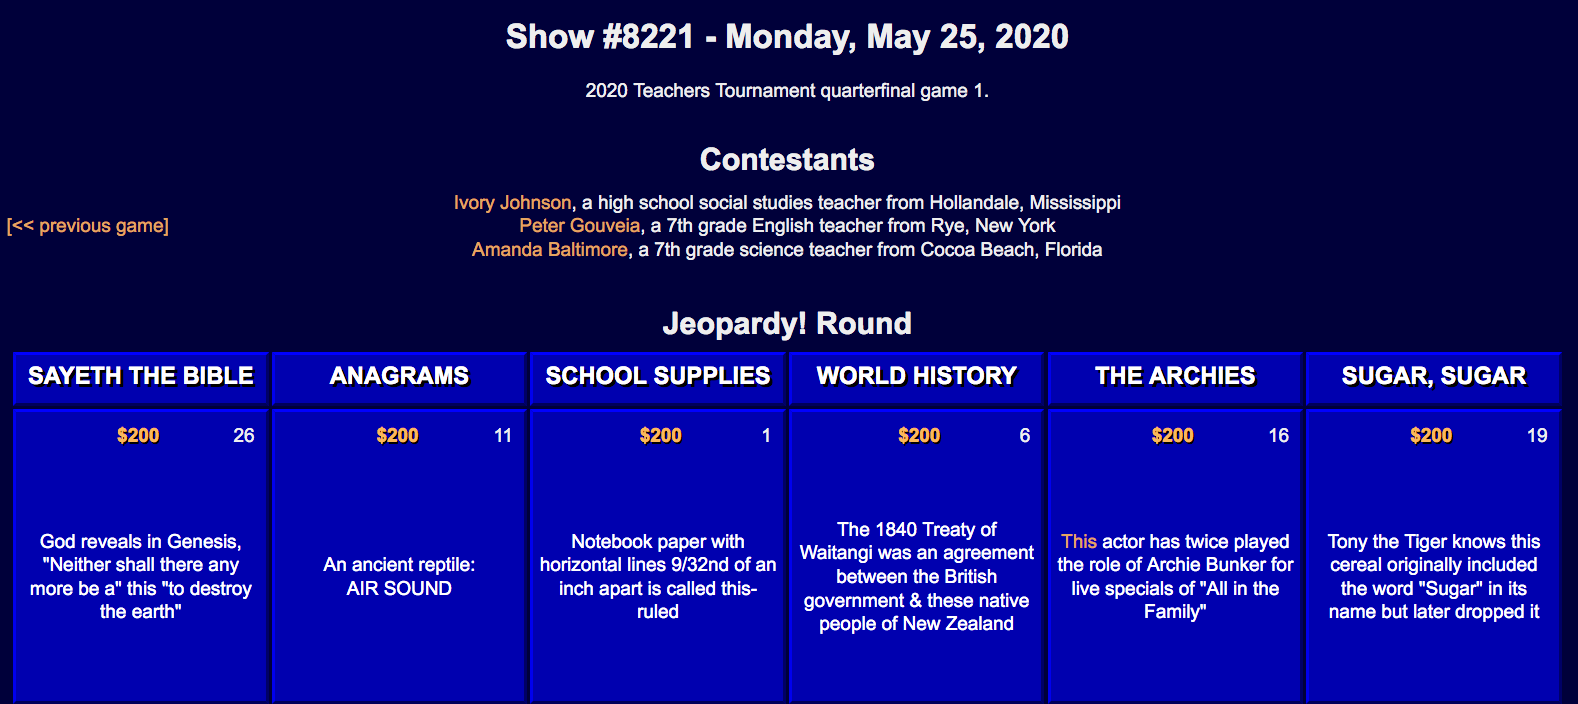 Show #8221 - Monday, May 25, 2020
2020 Teachers Tournament quarterfinal game 1.
Contestants
[<< previous game]
Ivory Johnson, a high school social studies teacher from Hollandale, Mississippi
Peter Gouveia, a 7th grade English teacher from Rye, New York
Amanda Baltimore, a 7th grade science teacher from Cocoa Beach, Florida
Jeopardy! Round
SAYETH THE BIBLE
ANAGRAMS
SCHOOL SUPPLIES
WORLD HISTORY
THE ARCHIES
SUGAR, SUGAR
$200 26
God reveals in Genesis,
"Neither shall there any
more be a" this "to destroy
the earth"
$200 11
An ancient reptile:
AIR SOUND
$200 1
Notebook paper with
horizontal lines 9/32nd of an
inch apart is called this-
ruled
$200 6
The 1840 Treaty of
Waitangi was an agreement
between the British
government & these native
people of New Zealand
$200 16
This actor has twice played
the role of Archie Bunker for
live specials of "All in the
Family"
$200 19
Tony the Tiger knows this
cereal originally included
the word "Sugar" in its
name but later dropped it